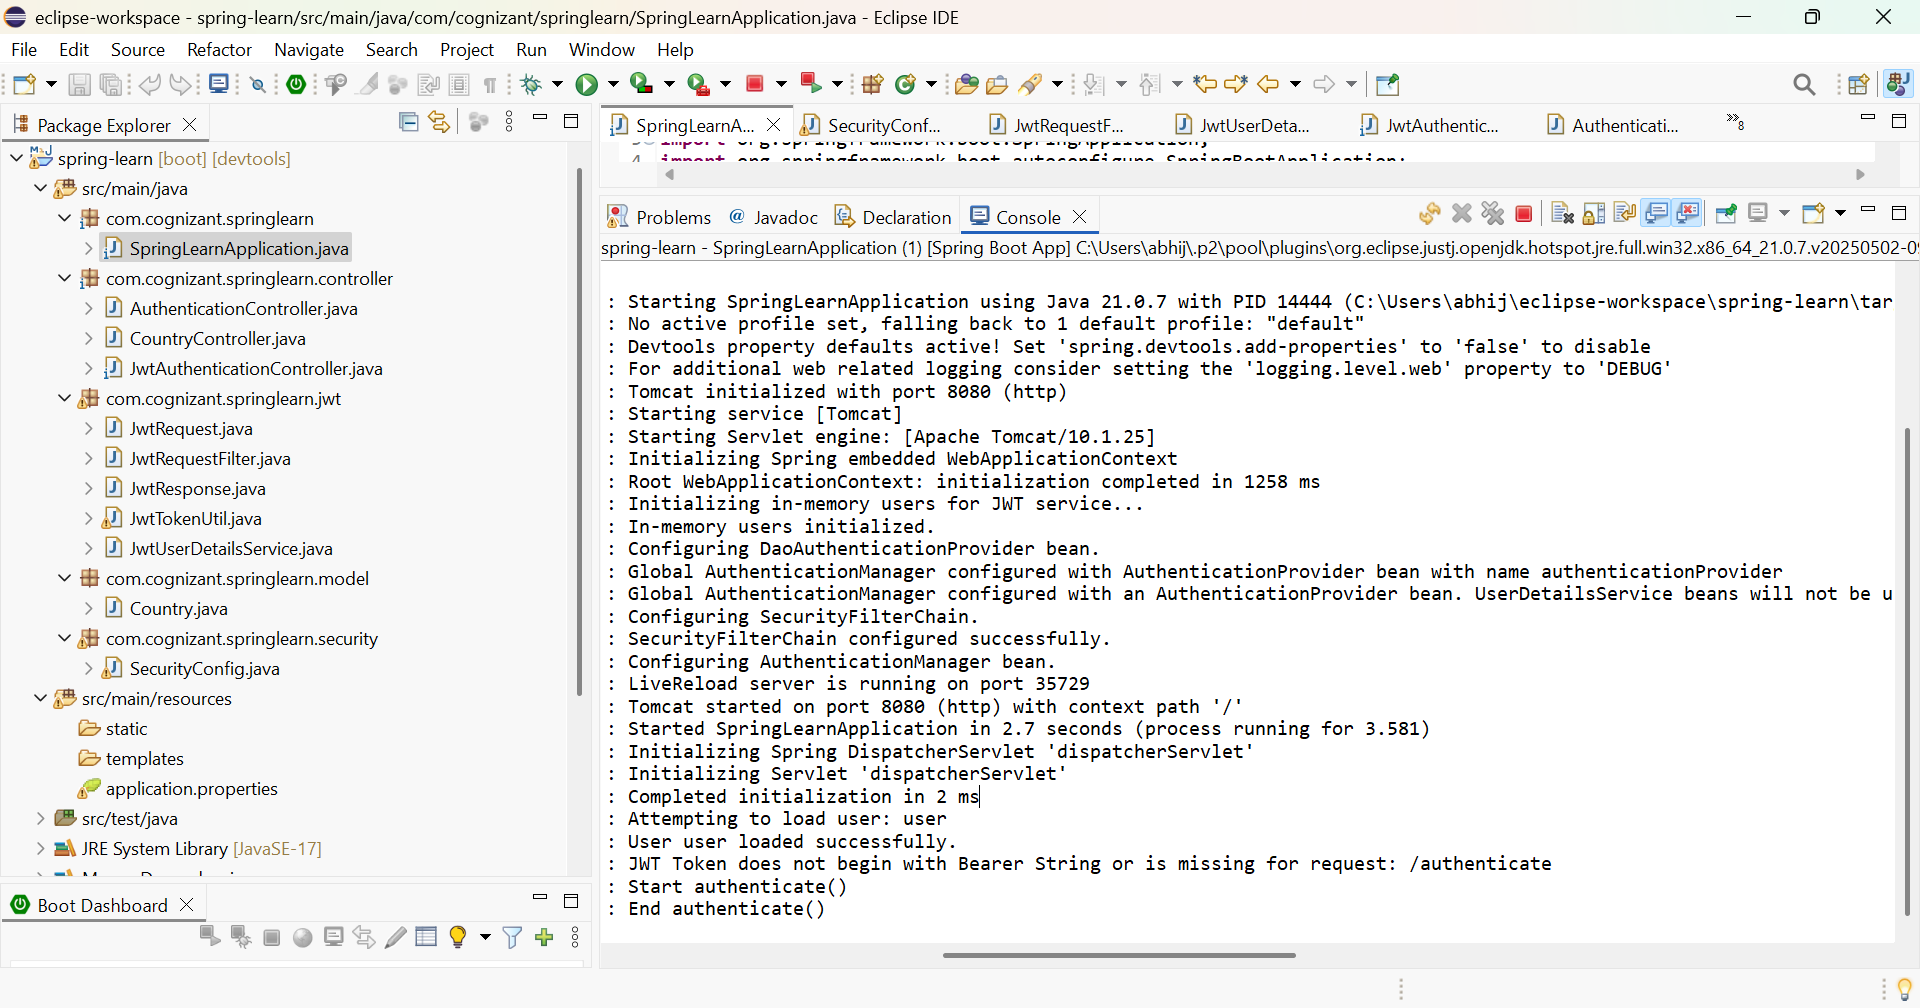 eclipse-workspace - spring-learn/src/main/java/com/cognizant/springlearn/SpringLearnApplication.java - Eclipse IDE
File Edit Source Refactor Navigate Search Project Run Window Help
Package Explorer
spring-learn [boot] [devtools]
src/main/java
com.cognizant.springlearn
SpringLearnApplication.java
com.cognizant.springlearn.controller
AuthenticationController.java
CountryController.java
JwtAuthenticationController.java
com.cognizant.springlearn.jwt
JwtRequest.java
JwtRequestFilter.java
JwtResponse.java
JwtTokenUtil.java
JwtUserDetailsService.java
com.cognizant.springlearn.model
Country.java
com.cognizant.springlearn.security
SecurityConfig.java
src/main/resources
static
templates
application.properties
src/test/java
JRE System Library [JavaSE-17]
Boot Dashboard
SpringLearnA... SecurityConf... JwtRequestF... JwtUserDeta... JwtAuthentic... Authenticati... »8
import org.springframework.boot.SpringApplication;
4 import org.springframework.boot.autoconfigure.SpringBootApplication;
Problems @ Javadoc Declaration Console
spring-learn - SpringLearnApplication (1) [Spring Boot App] C:\Users\abhij\.p2\pool\plugins\org.eclipse.justj.openjdk.hotspot.jre.full.win32.x86_64_21.0.7.v20250502-0
: Starting SpringLearnApplication using Java 21.0.7 with PID 14444 (C:\Users\abhij\eclipse-workspace\spring-learn\tar
: No active profile set, falling back to 1 default profile: "default"
: Devtools property defaults active! Set 'spring.devtools.add-properties' to 'false' to disable
: For additional web related logging consider setting the 'logging.level.web' property to 'DEBUG'
: Tomcat initialized with port 8080 (http)
: Starting service [Tomcat]
: Starting Servlet engine: [Apache Tomcat/10.1.25]
: Initializing Spring embedded WebApplicationContext
: Root WebApplicationContext: initialization completed in 1258 ms
: Initializing in-memory users for JWT service...
: In-memory users initialized.
: Configuring DaoAuthenticationProvider bean.
: Global AuthenticationManager configured with AuthenticationProvider bean with name authenticationProvider
: Global AuthenticationManager configured with an AuthenticationProvider bean. UserDetailsService beans will not be u
: Configuring SecurityFilterChain.
: SecurityFilterChain configured successfully.
: Configuring AuthenticationManager bean.
: LiveReload server is running on port 35729
: Tomcat started on port 8080 (http) with context path '/'
: Started SpringLearnApplication in 2.7 seconds (process running for 3.581)
: Initializing Spring DispatcherServlet 'dispatcherServlet'
: Initializing Servlet 'dispatcherServlet'
: Completed initialization in 2 ms
: Attempting to load user: user
: User user loaded successfully.
: JWT Token does not begin with Bearer String or is missing for request: /authenticate
: Start authenticate()
: End authenticate()